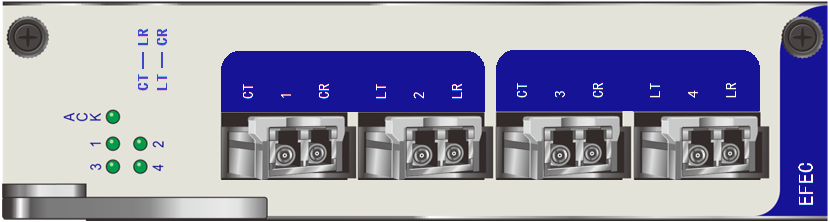 CT — LR
LT — CR
ACK
1 2
3 4
CT 1 CR
LT 2 LR
CT 3 CR
LT 4 LR
EFEC